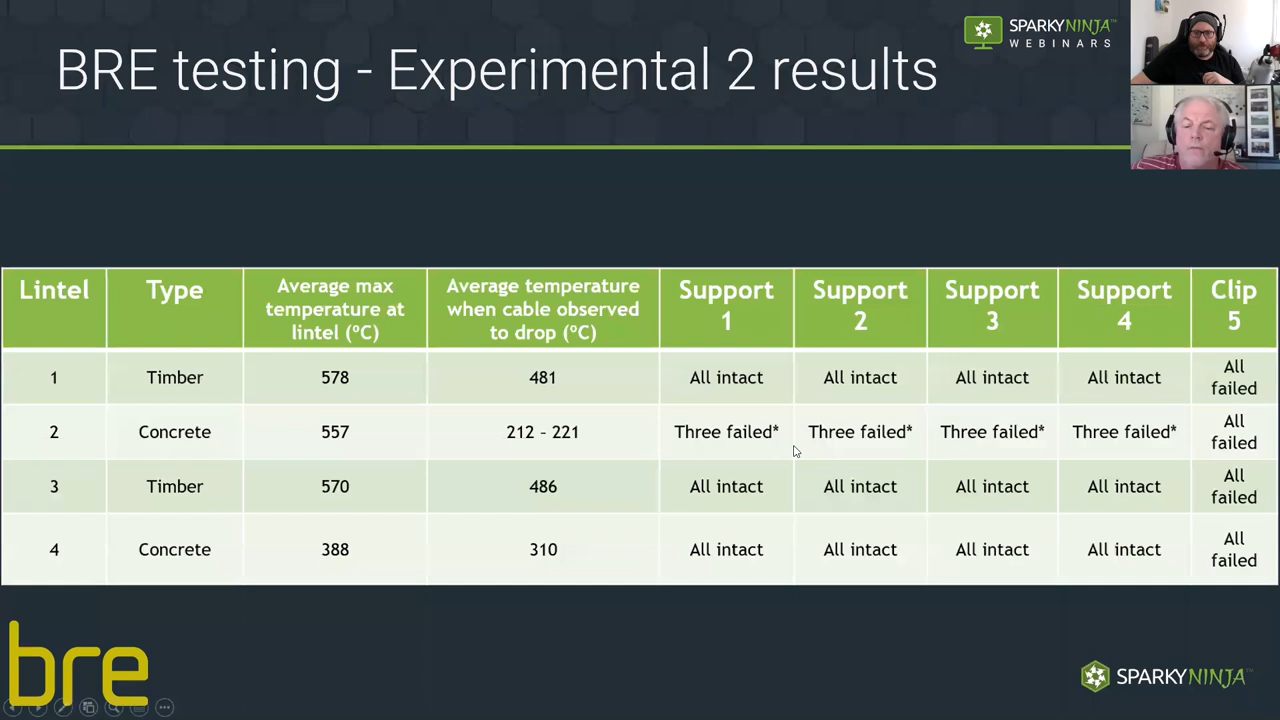 BRE testing - Experimental 2 results
SPARKYNINJA™
WEBINARS
Lintel
Type
Average max
temperature at
lintel (ºC)
Average temperature
when cable observed
to drop (ºC)
Support
1
Support
2
Support
3
Support
4
Clip
5
1
Timber
578
481
All intact
All intact
All intact
All intact
All
failed
2
Concrete
557
212 – 221
Three failed*
Three failed*
Three failed*
Three failed*
All
failed
3
Timber
570
486
All intact
All intact
All intact
All intact
All
failed
4
Concrete
388
310
All intact
All intact
All intact
All intact
All
failed
bre
SPARKYNINJA™